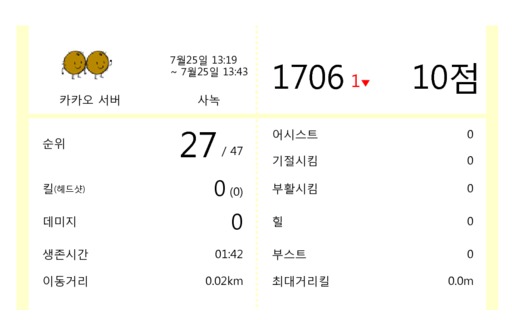 7월25일 13:19
~ 7월25일 13:43
카카오 서버
사녹
1706 1▼
10점
순위
27 / 47
킬(헤드샷)
0 (0)
데미지
0
생존시간
01:42
이동거리
0.02km
어시스트
0
기절시킴
0
부활시킴
0
힐
0
부스트
0
최대거리킬
0.0m